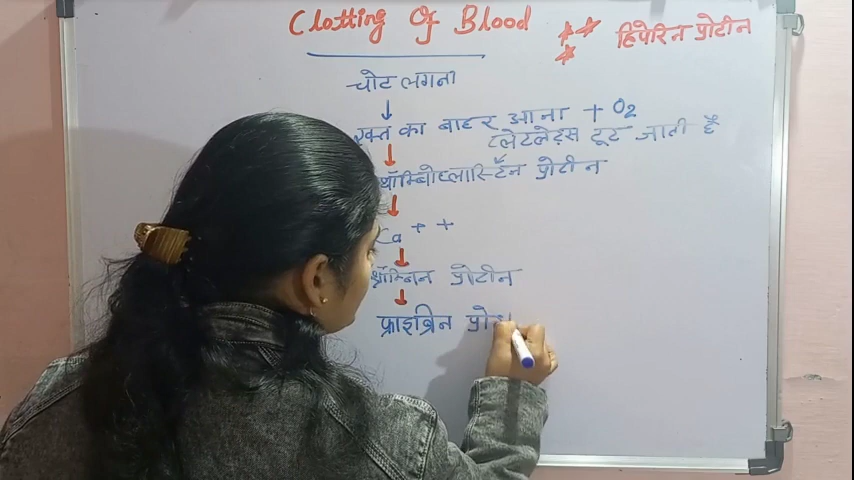 Clotting Of Blood
हिपेरिन प्रोटीन
चोट लगना
रक्त का बाहर आना + O2
प्लेटलेट्स टूट जाती है
थ्रॉम्बोप्लास्टिन प्रोटीन
Ca++
थ्रॉम्बिन प्रोटीन
फ्राइब्रिन